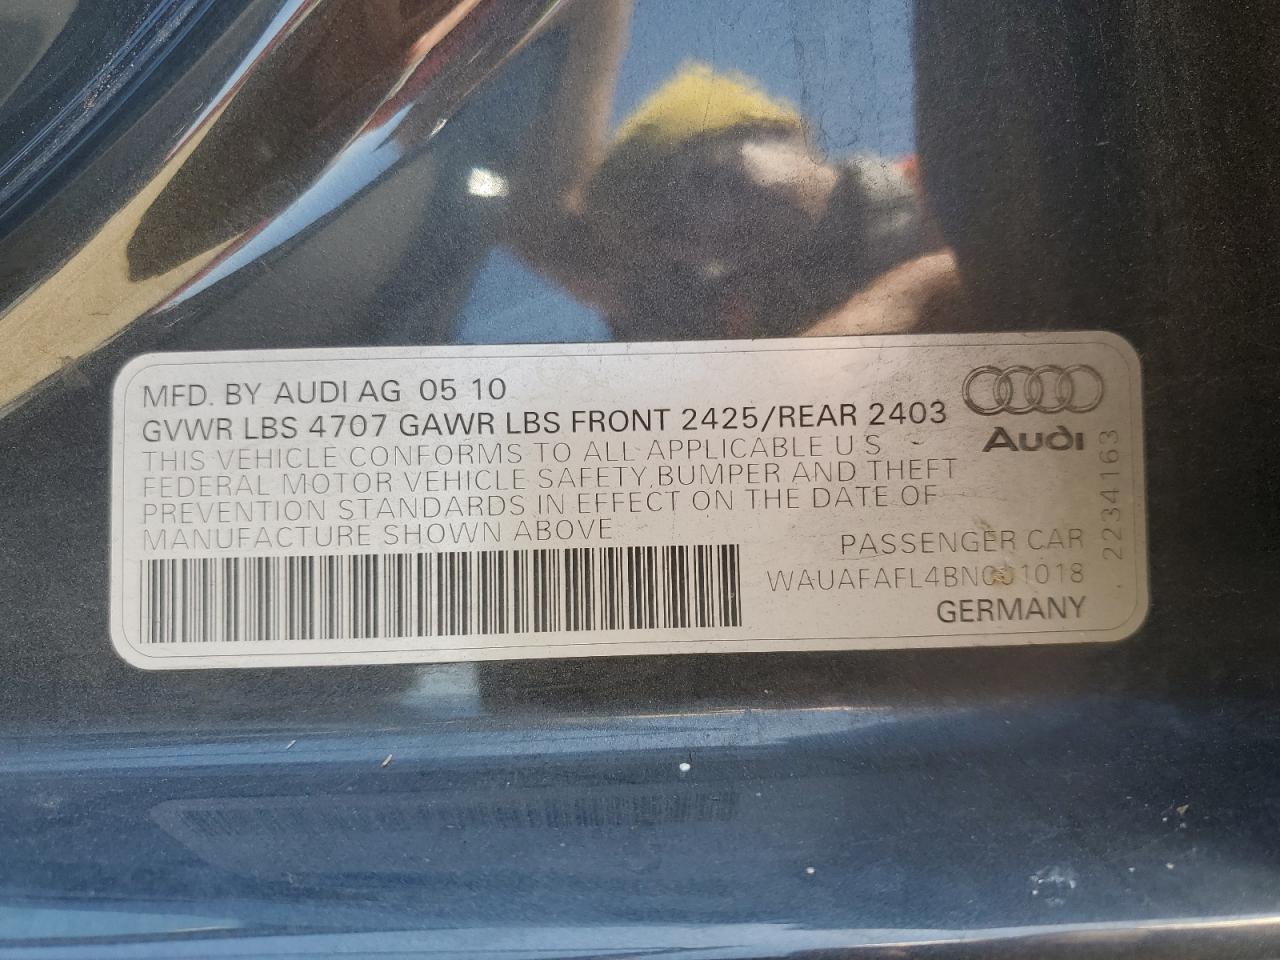 MFD. BY AUDI AG 05 10
GVWR LBS 4707 GAWR LBS FRONT 2425/REAR 2403
THIS VEHICLE CONFORMS TO ALL APPLICABLE U S
FEDERAL MOTOR VEHICLE SAFETY,BUMPER AND THEFT
PREVENTION STANDARDS IN EFFECT ON THE DATE OF
MANUFACTURE SHOWN ABOVE
Audi
2234163
PASSENGER CAR
GERMANY